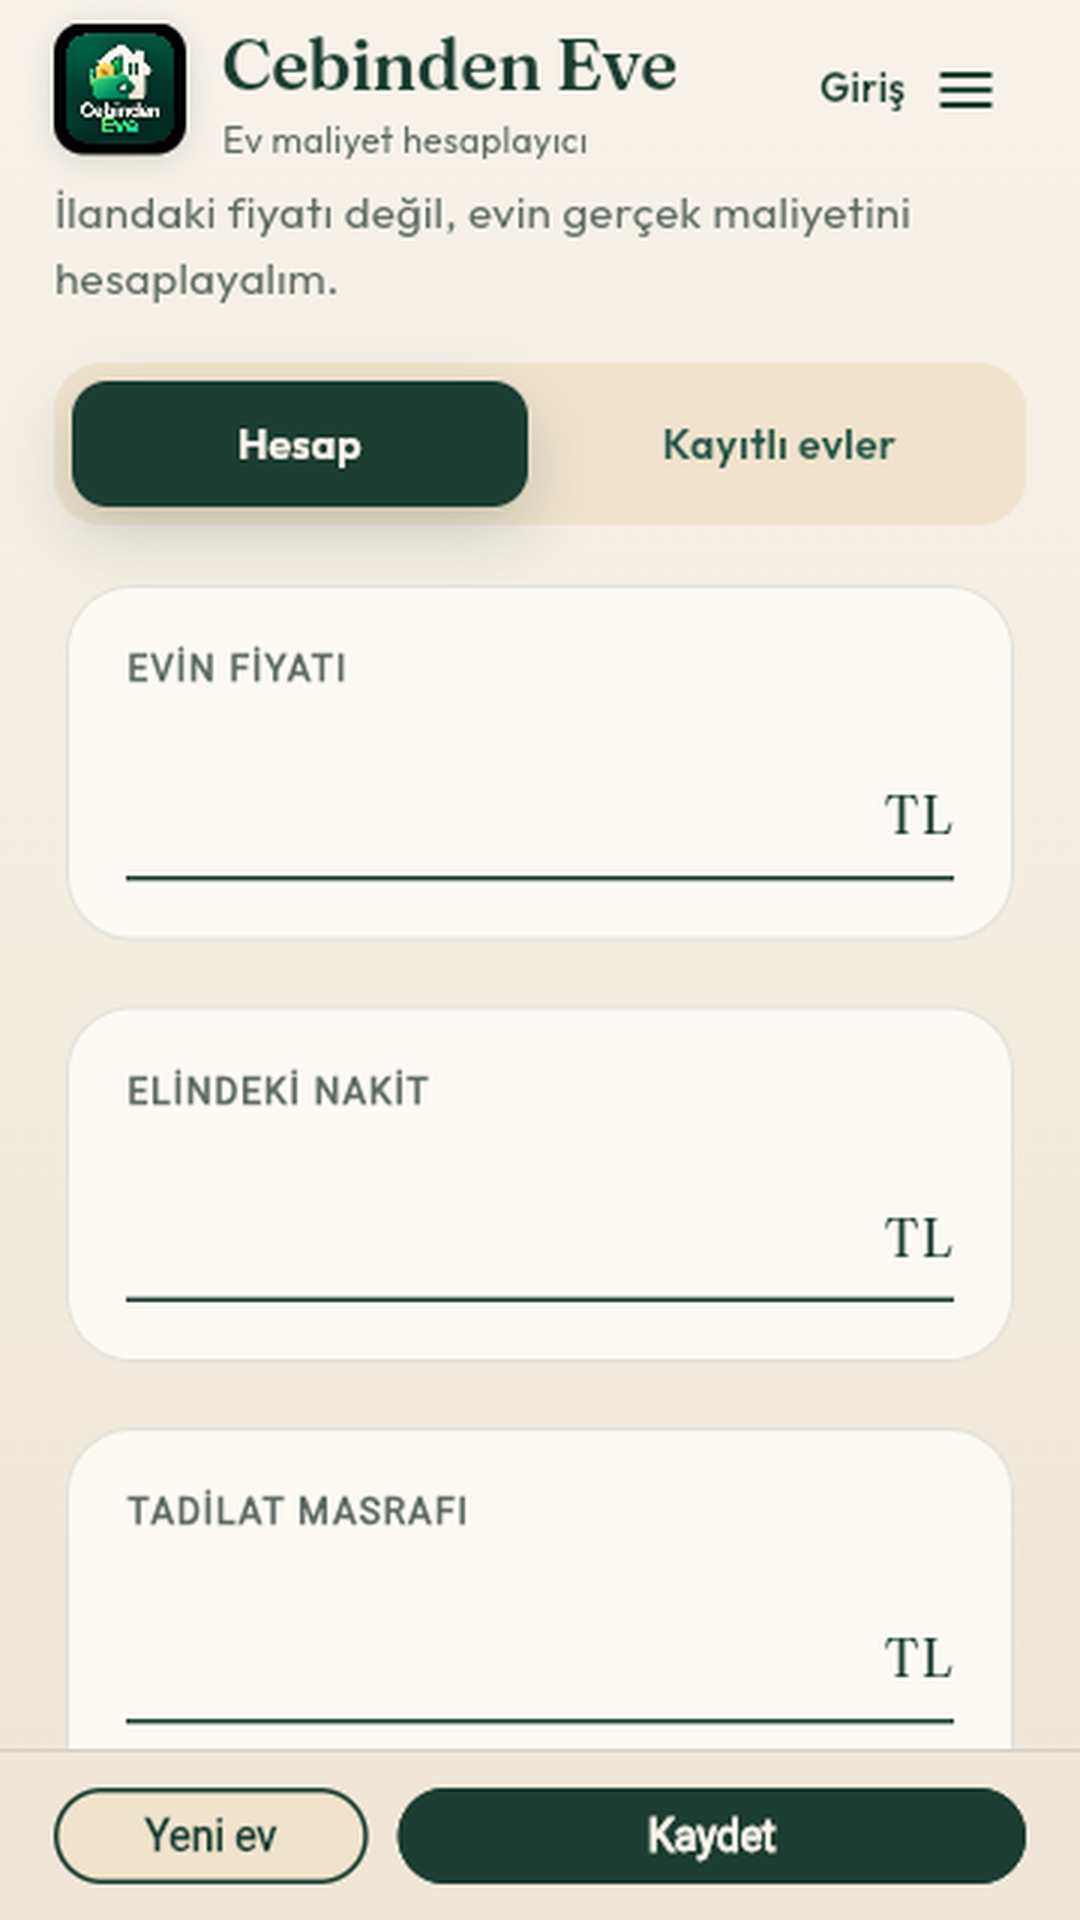 Cebinden
Eve
Cebinden Eve
Ev maliyet hesaplayıcı
Giriş
İlandaki fiyatı değil, evin gerçek maliyetini
hesaplayalım.
Hesap
Kayıtlı evler
EVİN FİYATI
TL
ELİNDEKİ NAKİT
TL
TADİLAT MASRAFI
TL
Yeni ev
Kaydet